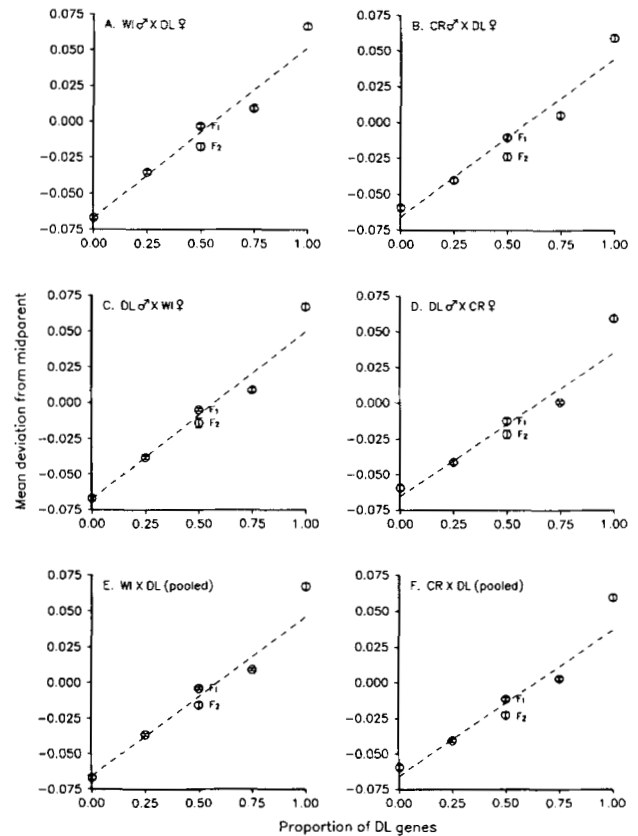 A. WI♂ X DL♀
0.075
0.050
0.025
0.000
−0.025
−0.050
−0.075
F1
F2
0.00 0.25 0.50 0.75 1.00
B. CR♂ X DL♀
0.075
0.050
0.025
0.000
−0.025
−0.050
−0.075
F1
F2
0.00 0.25 0.50 0.75 1.00
Mean deviation from midparent
C. DL♂ X WI♀
0.075
0.050
0.025
0.000
−0.025
−0.050
−0.075
F1
F2
0.00 0.25 0.50 0.75 1.00
D. DL♂ X CR♀
0.075
0.050
0.025
0.000
−0.025
−0.050
−0.075
F1
F2
0.00 0.25 0.50 0.75 1.00
E. WI X DL (pooled)
0.075
0.050
0.025
0.000
−0.025
−0.050
−0.075
F1
F2
0.00 0.25 0.50 0.75 1.00
F. CR X DL (pooled)
0.075
0.050
0.025
0.000
−0.025
−0.050
−0.075
F1
F2
0.00 0.25 0.50 0.75 1.00
Proportion of DL genes